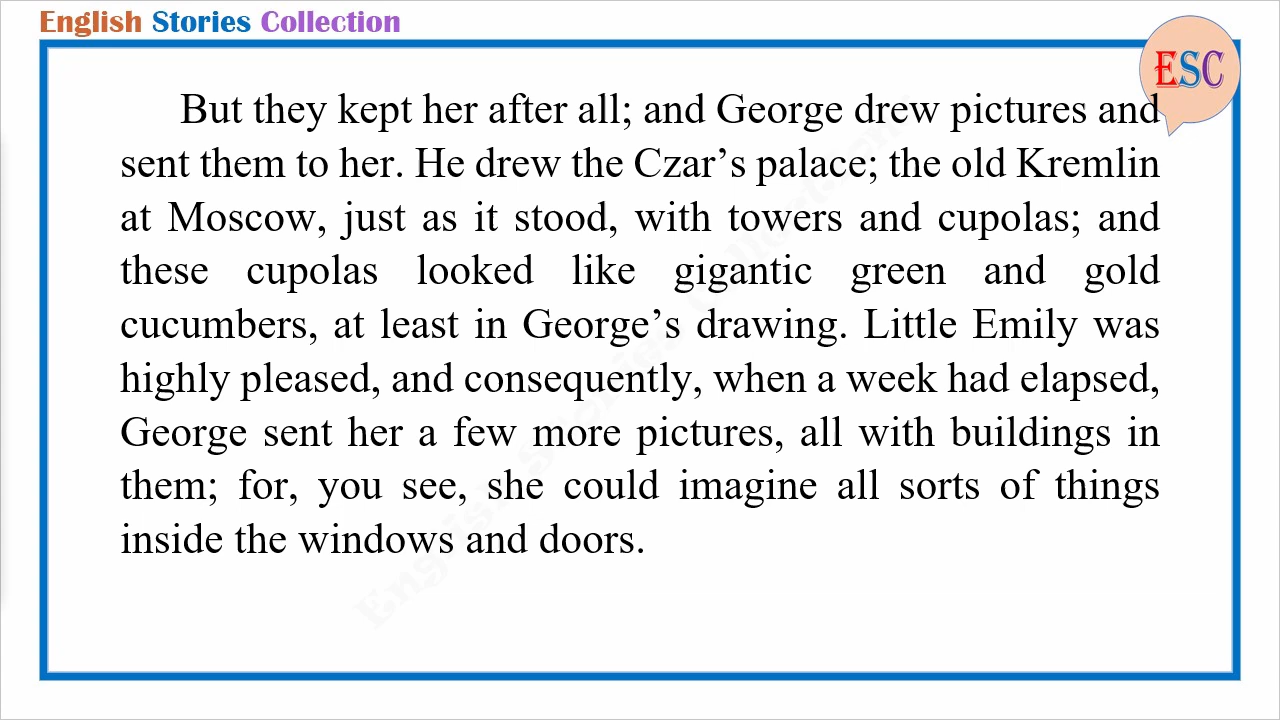 English Stories Collection
ESC
But they kept her after all; and George drew pictures and
sent them to her. He drew the Czar’s palace; the old Kremlin
at Moscow, just as it stood, with towers and cupolas; and
these cupolas looked like gigantic green and gold
cucumbers, at least in George’s drawing. Little Emily was
highly pleased, and consequently, when a week had elapsed,
George sent her a few more pictures, all with buildings in
them; for, you see, she could imagine all sorts of things
inside the windows and doors.
English Stories Collection